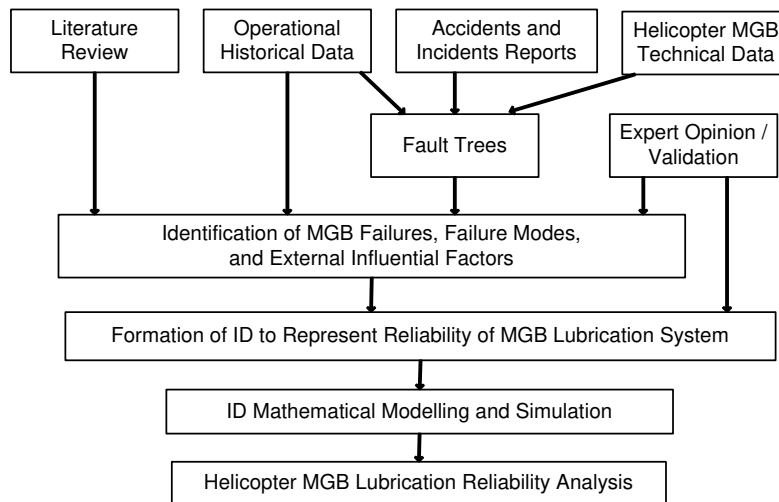 Literature
Review
Operational
Historical Data
Accidents and
Incidents Reports
Helicopter MGB
Technical Data
Fault Trees
Expert Opinion /
Validation
Identification of MGB Failures, Failure Modes,
and External Influential Factors
Formation of ID to Represent Reliability of MGB Lubrication System
ID Mathematical Modelling and Simulation
Helicopter MGB Lubrication Reliability Analysis